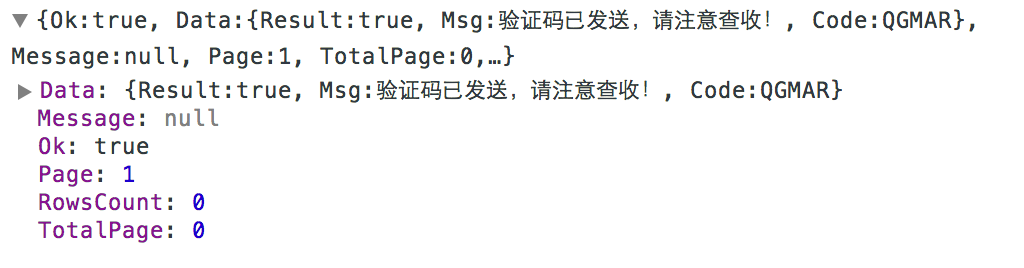 {Ok:true, Data:{Result:true, Msg:验证码已发送，请注意查收！, Code:QGMAR},
Message:null, Page:1, TotalPage:0,…}
Data: {Result:true, Msg:验证码已发送，请注意查收！, Code:QGMAR}
Message: null
Ok: true
Page: 1
RowsCount: 0
TotalPage: 0